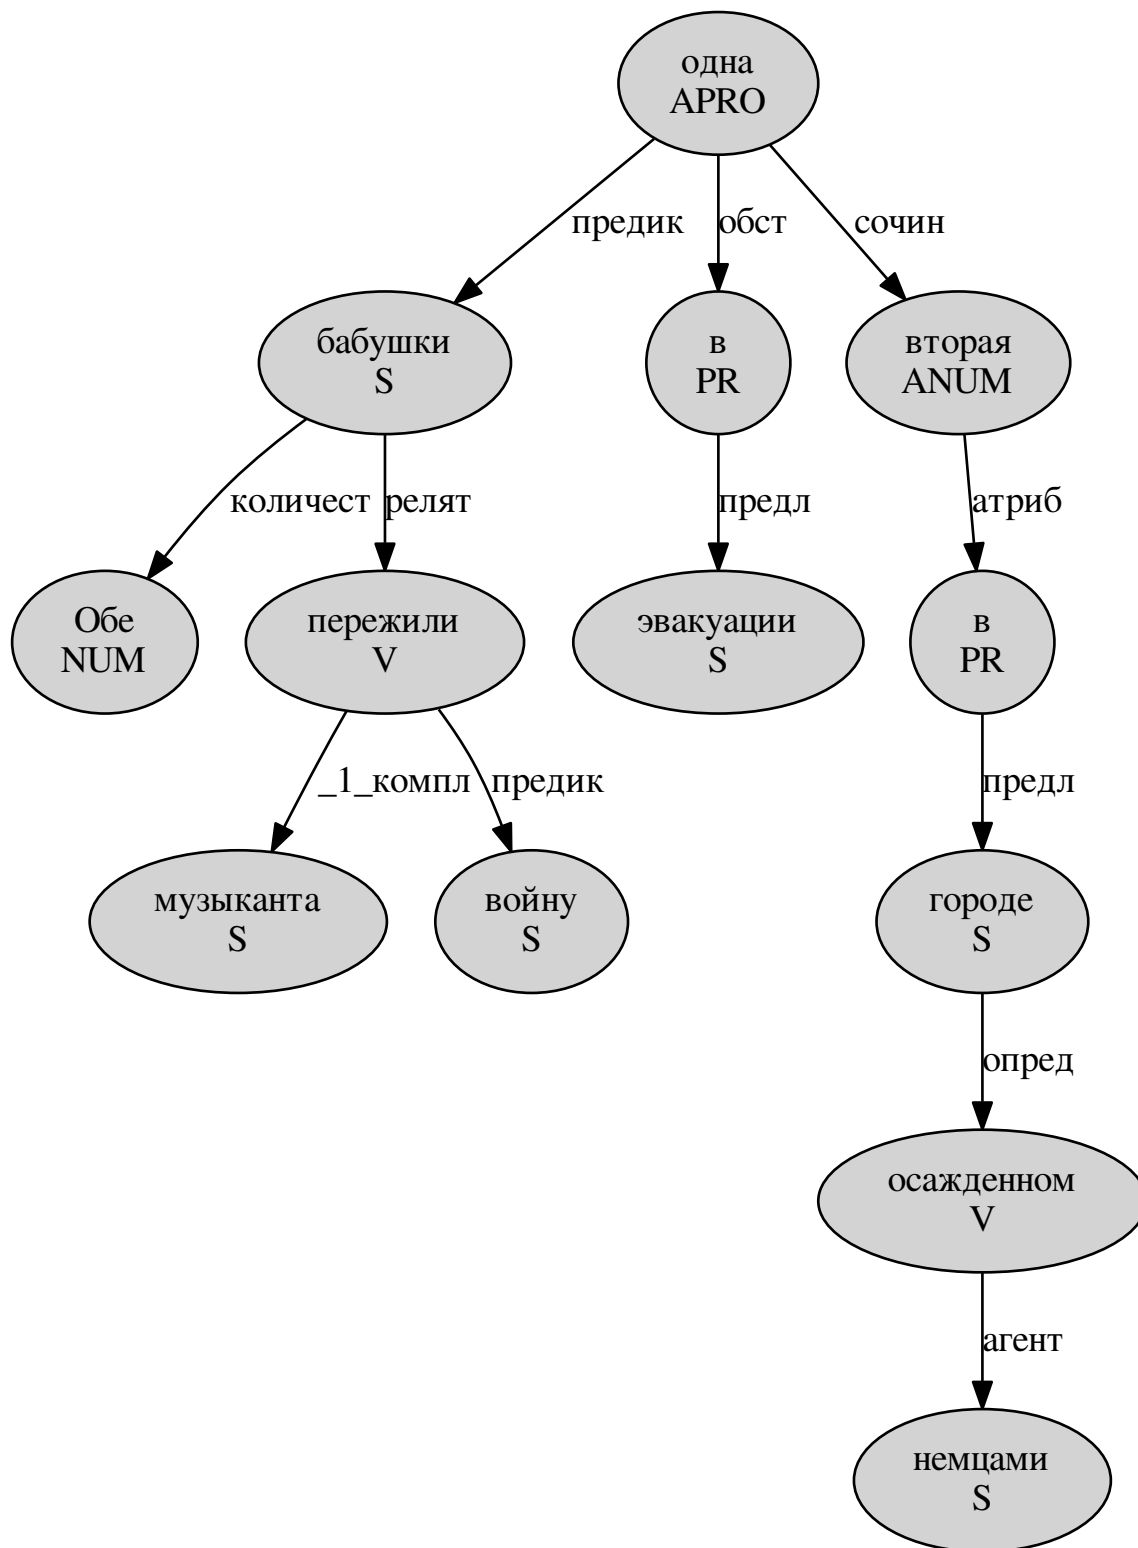 одна
APRO
предик
обст
сочин
бабушки
S
в
PR
вторая
ANUM
количест
релят
предл
атриб
Обе
NUM
пережили
V
эвакуации
S
в
PR
_1_компл
предик
предл
музыканта
S
войну
S
городе
S
опред
осажденном
V
агент
немцами
S